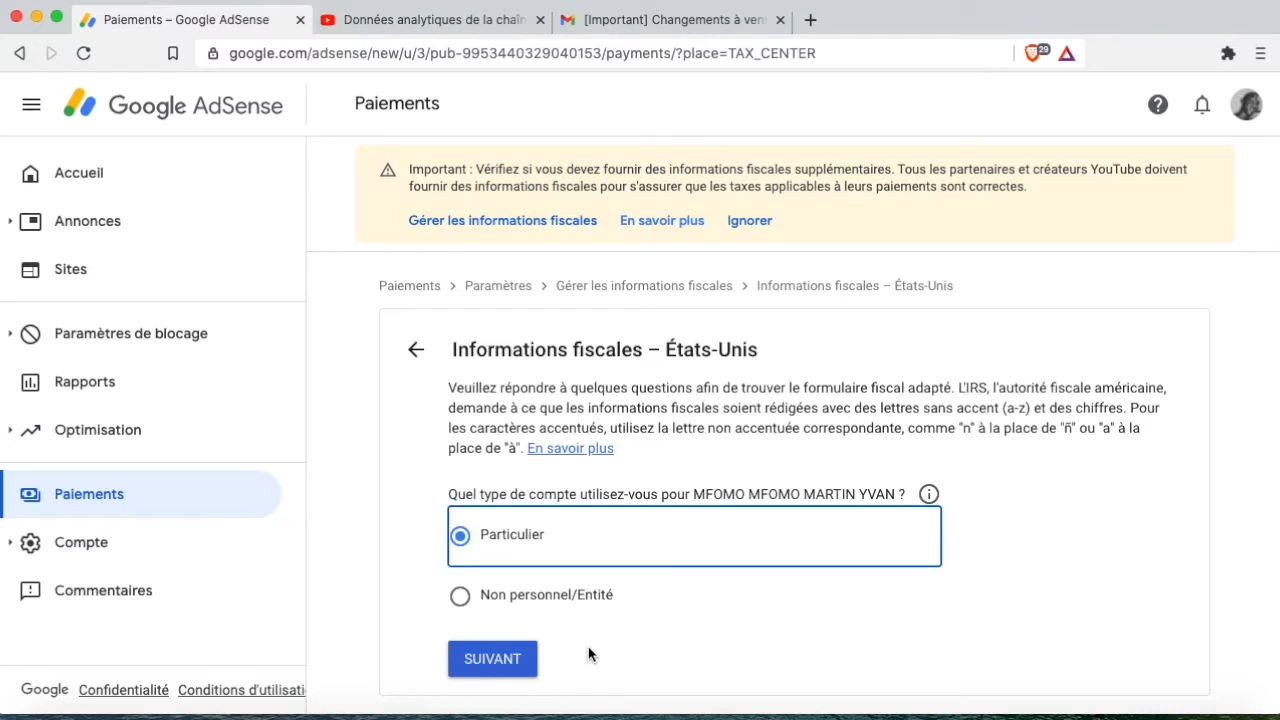 Paiements – Google AdSense
Données analytiques de la chaîn
[Important] Changements à ven
google.com/adsense/new/u/3/pub-9953440329040153/payments/?place=TAX_CENTER
29
Google AdSense
Paiements
Accueil
Annonces
Sites
Paramètres de blocage
Rapports
Optimisation
Paiements
Compte
Commentaires
Google Confidentialité Conditions d'utilisati
Important : Vérifiez si vous devez fournir des informations fiscales supplémentaires. Tous les partenaires et créateurs YouTube doivent
fournir des informations fiscales pour s'assurer que les taxes applicables à leurs paiements sont correctes.
Gérer les informations fiscales En savoir plus Ignorer
Paiements > Paramètres > Gérer les informations fiscales > Informations fiscales – États-Unis
Informations fiscales – États-Unis
Veuillez répondre à quelques questions afin de trouver le formulaire fiscal adapté. L'IRS, l'autorité fiscale américaine,
demande à ce que les informations fiscales soient rédigées avec des lettres sans accent (a-z) et des chiffres. Pour
les caractères accentués, utilisez la lettre non accentuée correspondante, comme "n" à la place de "ñ" ou "a" à la
place de "à". En savoir plus
Quel type de compte utilisez-vous pour MFOMO MFOMO MARTIN YVAN ?
Particulier
Non personnel/Entité
SUIVANT